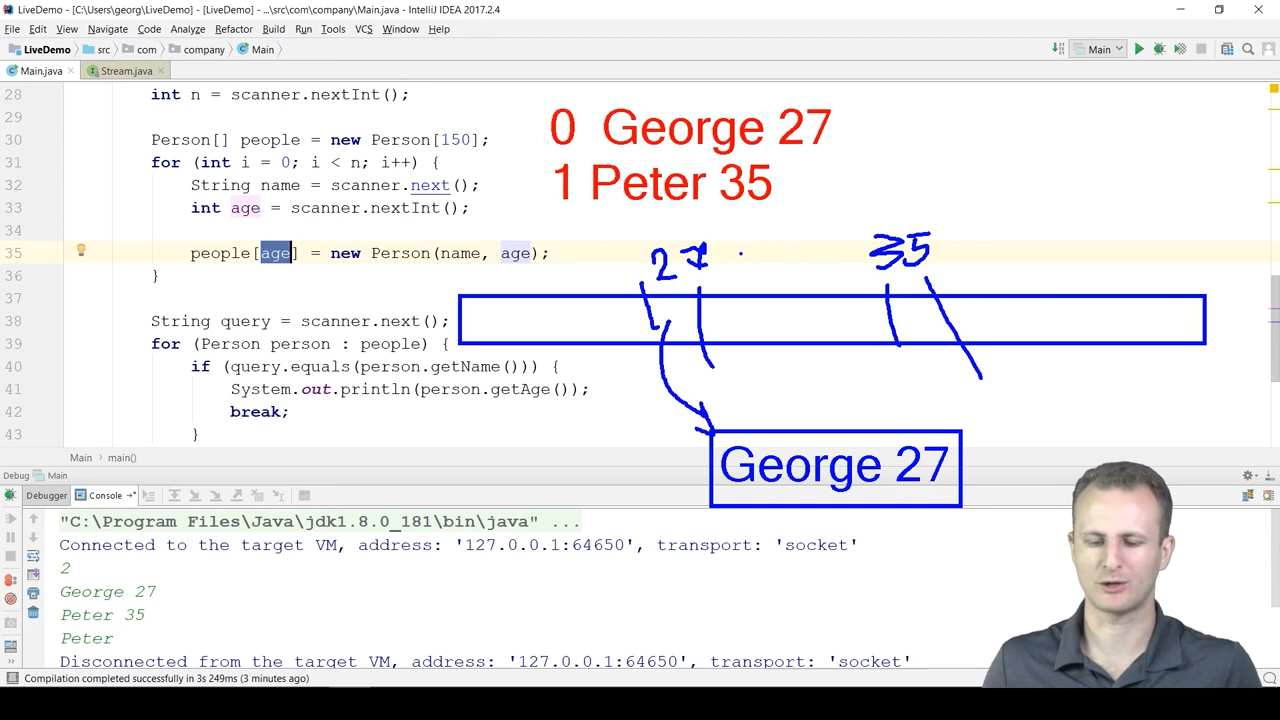 LiveDemo - [C:\Users\georg\LiveDemo] - [LiveDemo] - ...\src\com\company\Main.java - IntelliJ IDEA 2017.2.4
File Edit View Navigate Code Analyze Refactor Build Run Tools VCS Window Help
LiveDemo src com company Main Main
Main.java Stream.java
28 int n = scanner.nextInt();
29
30 Person[] people = new Person[150];
31 for (int i = 0; i < n; i++) {
32 String name = scanner.next();
33 int age = scanner.nextInt();
34
35 people[age] = new Person(name, age);
36 }
37
38 String query = scanner.next();
39 for (Person person : people) {
40 if (query.equals(person.getName())) {
41 System.out.println(person.getAge());
42 break;
43 }
0 George 27
1 Peter 35
27 35
George 27
Main main()
Debug Main
Debugger Console
"C:\Program Files\Java\jdk1.8.0_181\bin\java" ...
Connected to the target VM, address: '127.0.0.1:64650', transport: 'socket'
2
George 27
Peter 35
Peter
Disconnected from the target VM, address: '127.0.0.1:64650', transport: 'socket'
Compilation completed successfully in 3s 249ms (3 minutes ago)